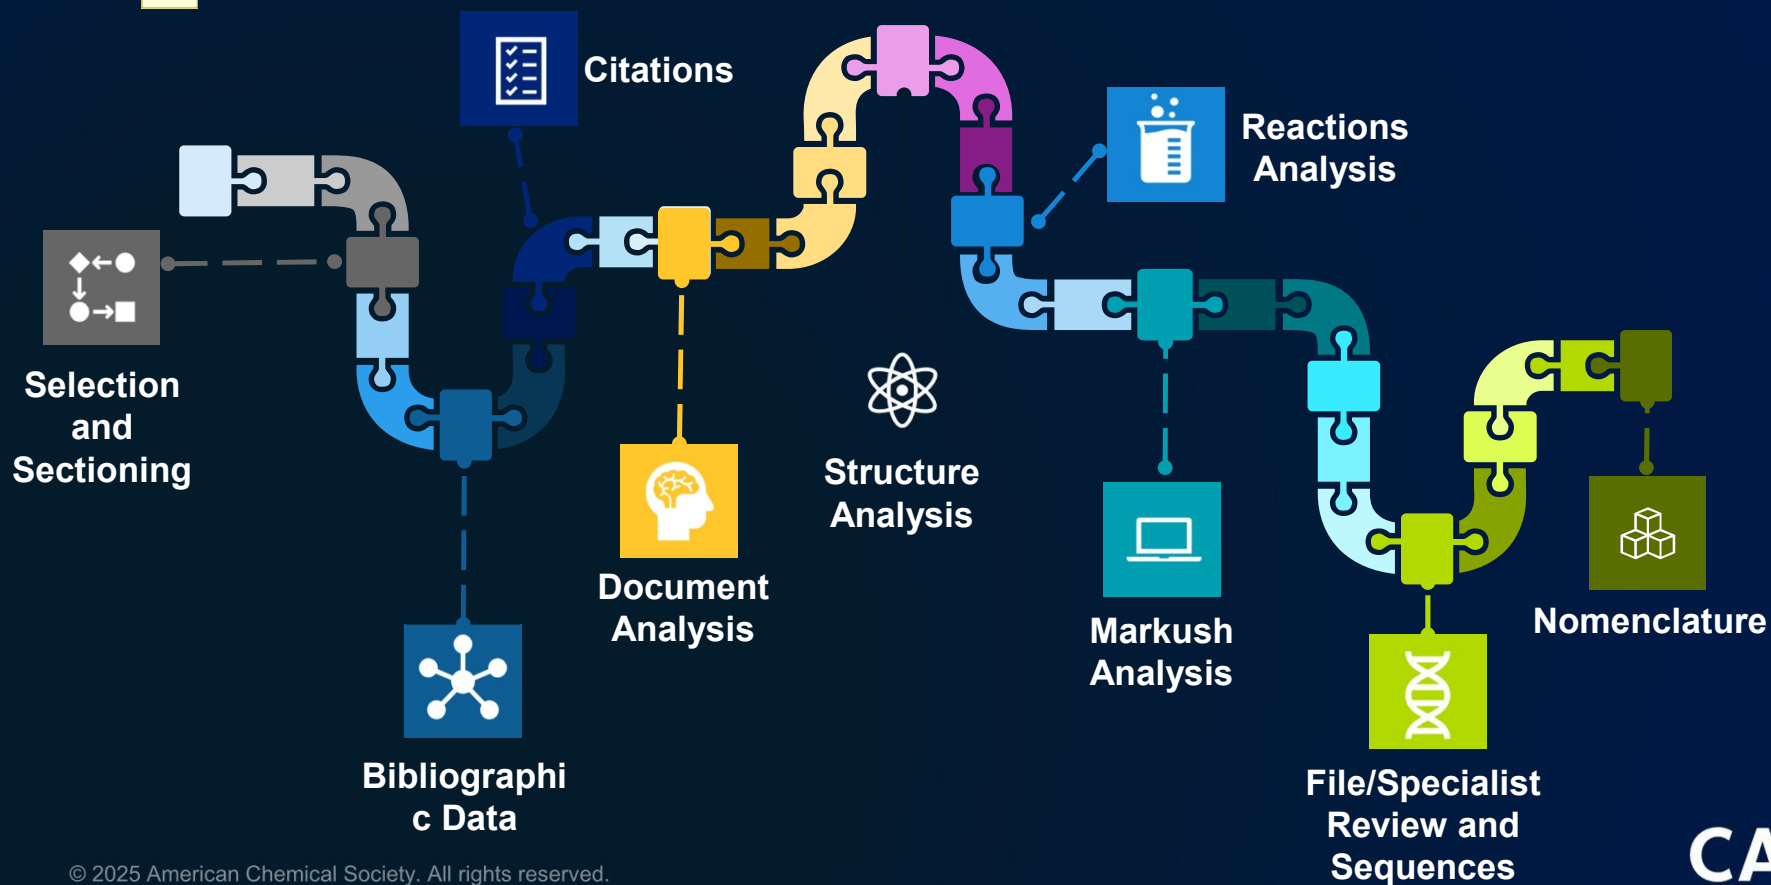 Citations
Reactions
Analysis
Selection
and
Sectioning
Structure
Analysis
Document
Analysis
Markush
Analysis
Nomenclature
Bibliographi
c Data
File/Specialist
Review and
Sequences
© 2025 American Chemical Society. All rights reserved.
CA